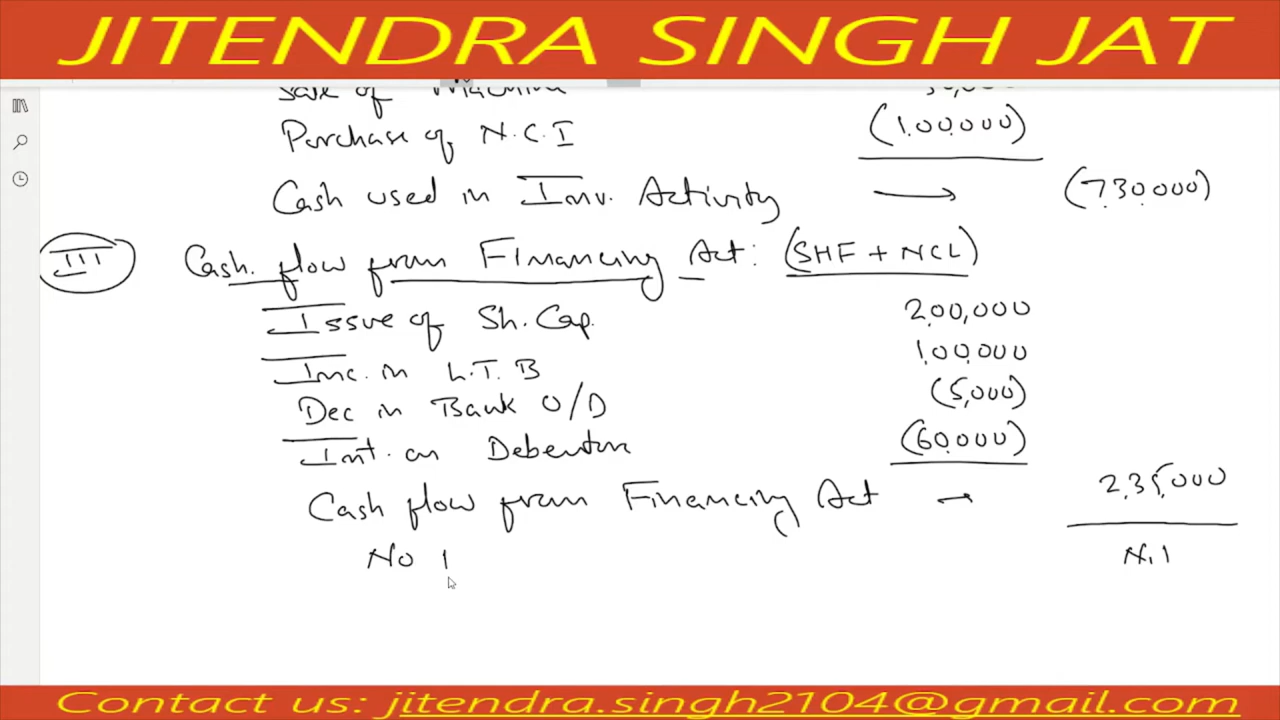 JITENDRA SINGH JAT
Sale of Machine
Purchase of N.C.I (1,00,000)
Cash used in Inv. Activity → (7,30,000)
III Cash flow from Financing Act: (SHF + NCL)
Issue of Sh. Cap. 2,00,000
Inc. in L.T.B 1,00,000
Dec in Bank O/D (5,000)
Int. on Debenture (60,000)
Cash flow from Financing Act → 2,35,000
No I Nil
Contact us: jitendra.singh2104@gmail.com